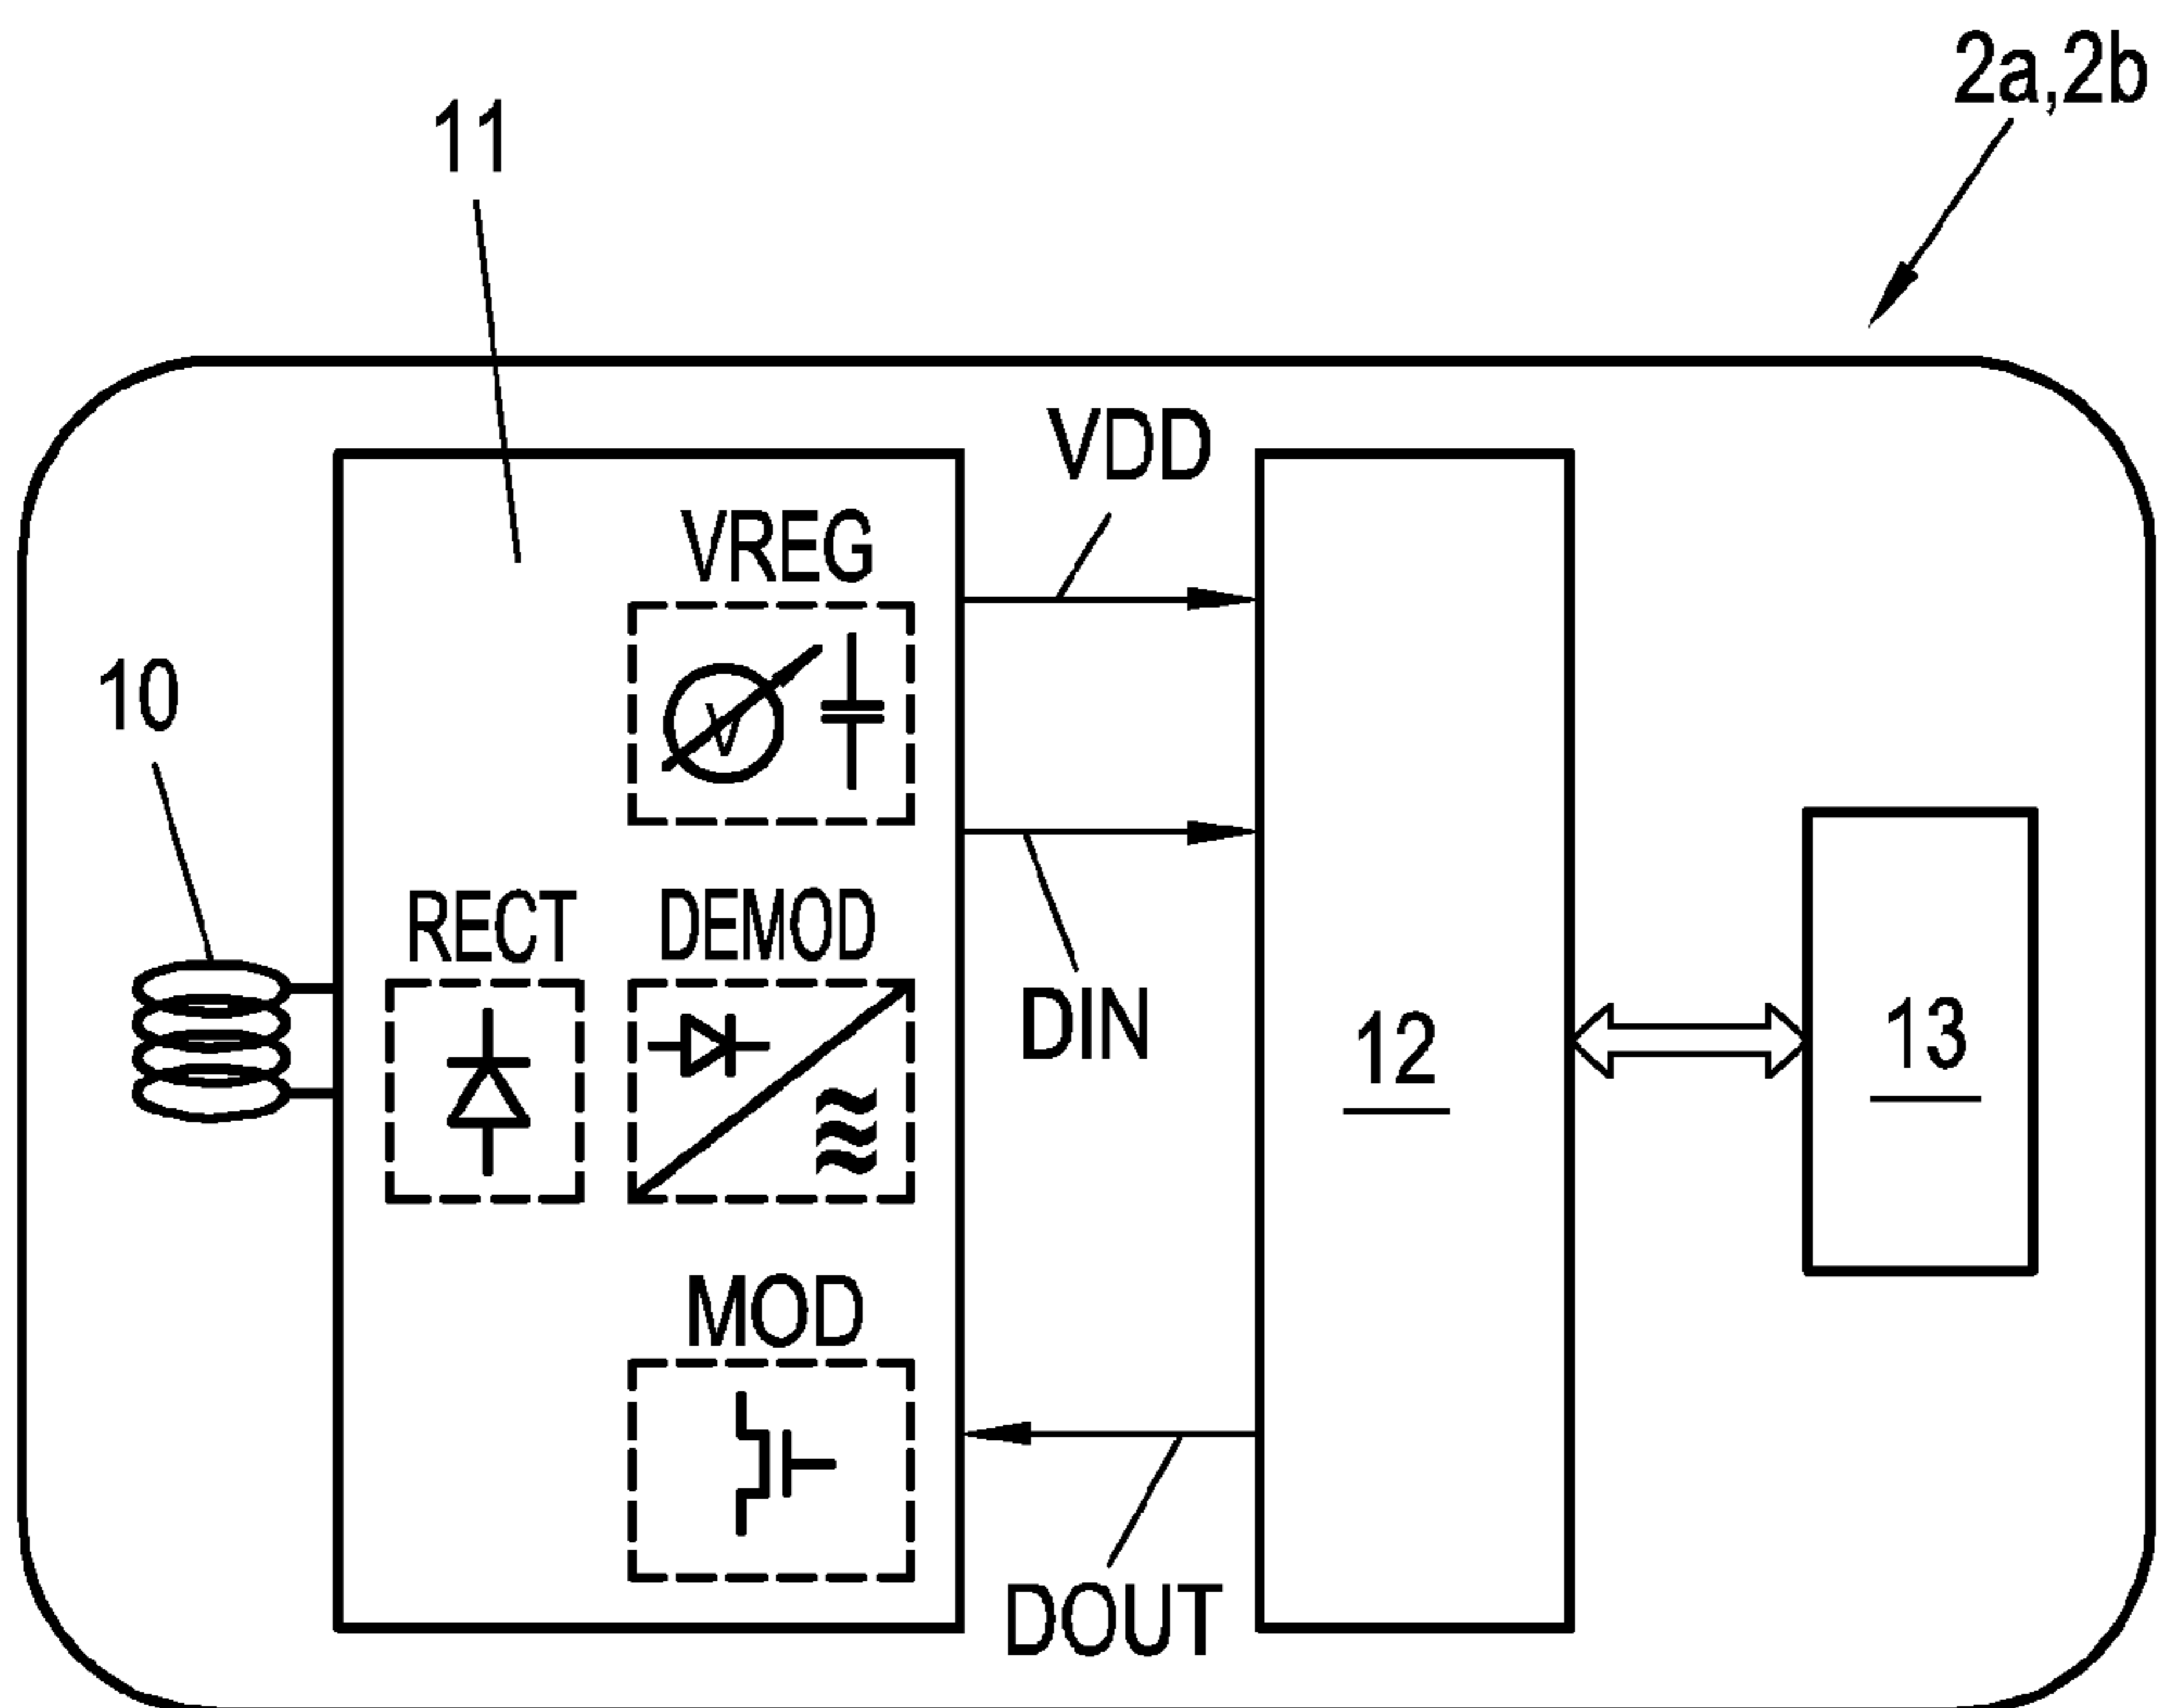 2a,2b
11
VDD
VREG
V
10
RECT
DEMOD
DIN
12
13
MOD
DOUT